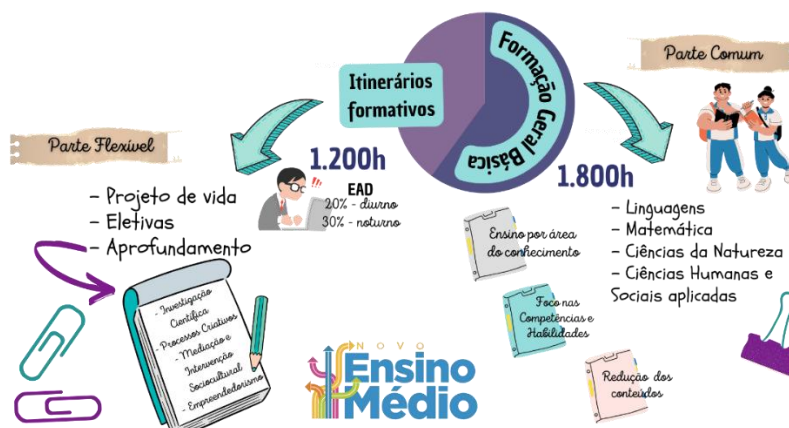 Itinerários
formativos
Formação Geral Básica
Parte Comum
Parte Flexível
1.200h
EAD
20% - diurno
30% - noturno
1.800h
- Projeto de vida
- Eletivas
- Aprofundamento
- Investigação
Científica
- Processos Criativos
- Mediação e
Intervenção
Sociocultural
- Empreendedorismo
Ensino por área
do conhecimento
Foco nas
Competências e
Habilidades
Redução dos
conteúdos
- Linguagens
- Matemática
- Ciências da Natureza
- Ciências Humanas e
Sociais aplicadas
NOVO
Ensino
Médio